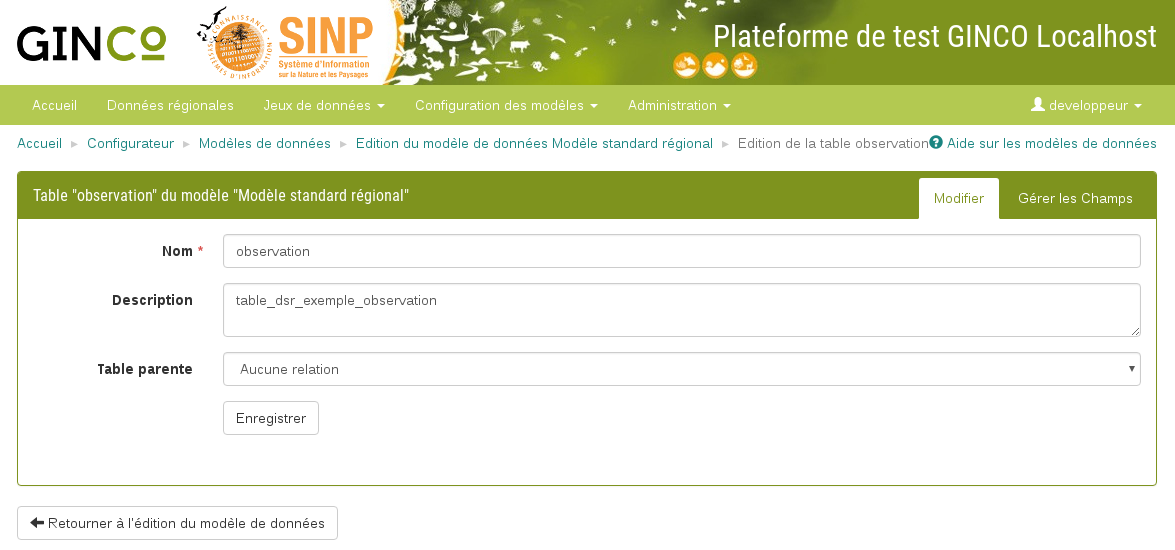 GINCO
CONNAISSANCE
SYSTÈMES D'INFORMATION
SINP
Système d'Information
sur la Nature et les Paysages
Plateforme de test GINCO Localhost
Accueil Données régionales Jeux de données Configuration des modèles Administration developpeur
Accueil ▸ Configurateur ▸ Modèles de données ▸ Edition du modèle de données Modèle standard régional ▸ Edition de la table observation Aide sur les modèles de données
Table "observation" du modèle "Modèle standard régional" Modifier Gérer les Champs
Nom * observation
Description table_dsr_exemple_observation
Table parente Aucune relation
Enregistrer
Retourner à l'édition du modèle de données